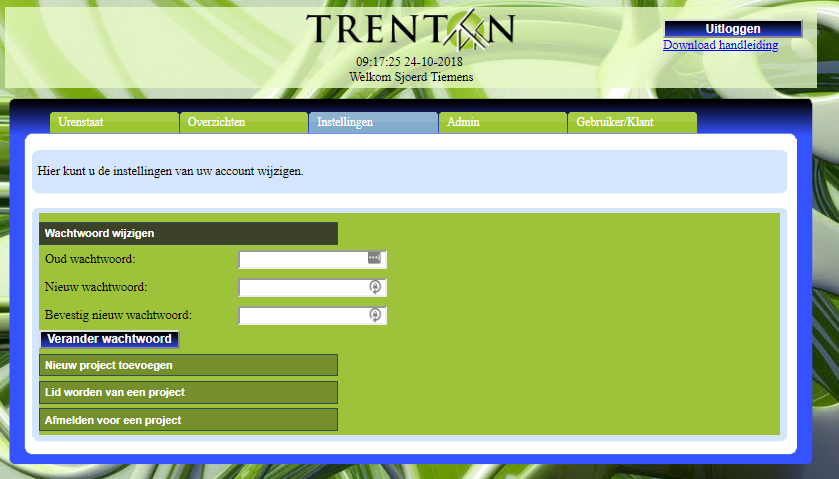 TRENTON
Uitloggen
Download handleiding
09:17:25 24-10-2018
Welkom Sjoerd Tiemens
Urenstaat Overzichten Instellingen Admin Gebruiker/Klant
Hier kunt u de instellingen van uw account wijzigen.
Wachtwoord wijzigen
Oud wachtwoord:
Nieuw wachtwoord:
Bevestig nieuw wachtwoord:
Verander wachtwoord
Nieuw project toevoegen
Lid worden van een project
Afmelden voor een project